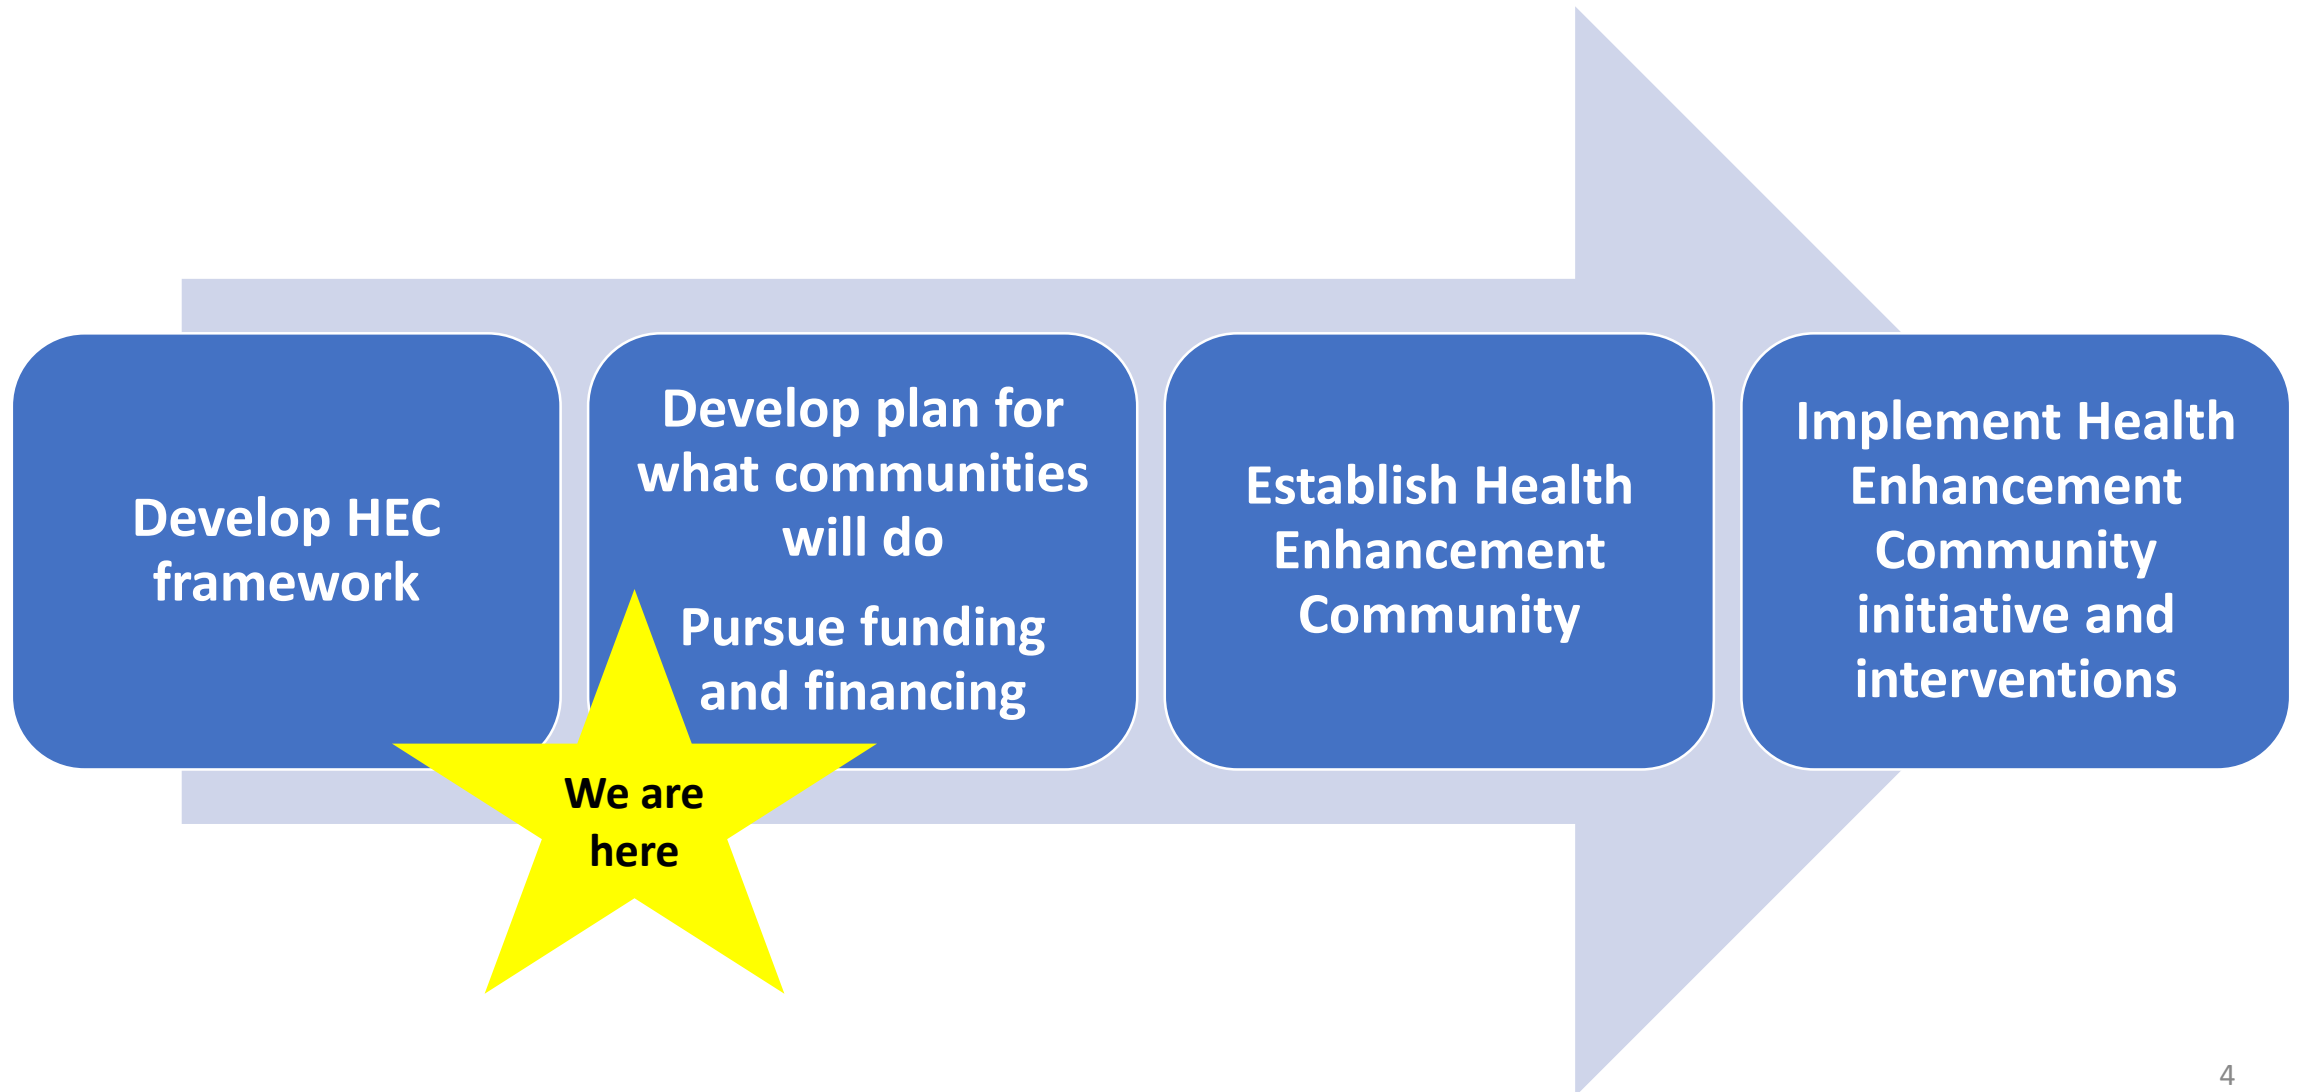 Develop HEC
framework
Develop plan for
what communities
will do
Pursue funding
and financing
Establish Health
Enhancement
Community
Implement Health
Enhancement
Community
initiative and
interventions
We are
here
4